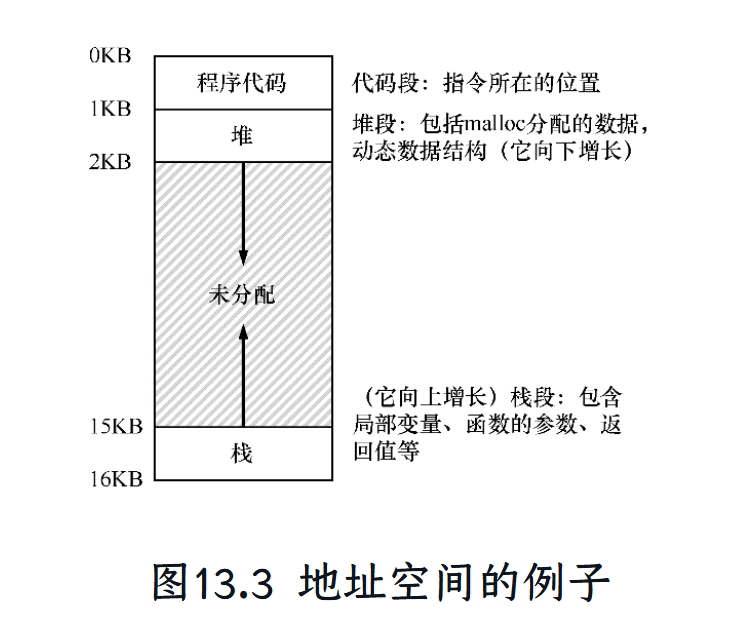 0KB
程序代码
代码段：指令所在的位置
1KB
堆
堆段：包括malloc分配的数据，
动态数据结构（它向下增长）
2KB
未分配
15KB
（它向上增长）栈段：包含
局部变量、函数的参数、返
回值等
栈
16KB
图13.3 地址空间的例子